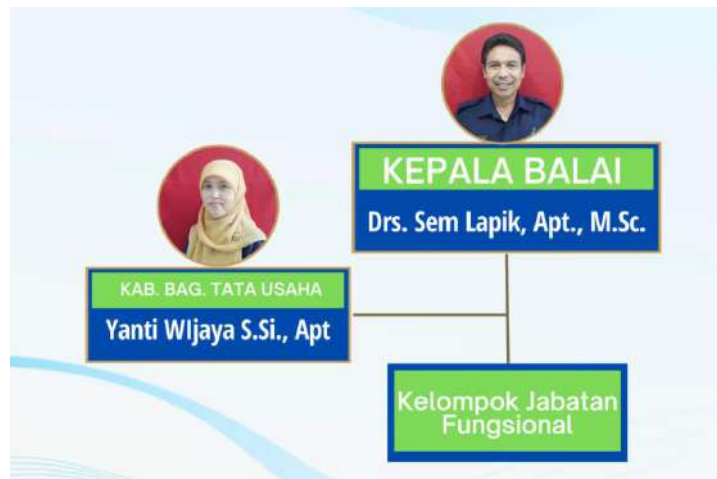 KEPALA BALAI
Drs. Sem Lapik, Apt., M.Sc.
KAB. BAG. TATA USAHA
Yanti WIjaya S.Si., Apt
Kelompok Jabatan
Fungsional